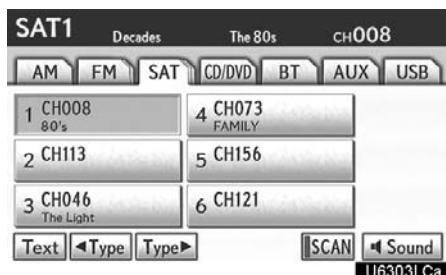 SAT1 Decades The 80s CH008
AM FM SAT CD/DVD BT AUX USB
1 CH008 4 CH073
80's FAMILY
2 CH113 5 CH156
3 CH046 6 CH121
The Light
Text ◄Type Type► SCAN Sound
U6303LCa